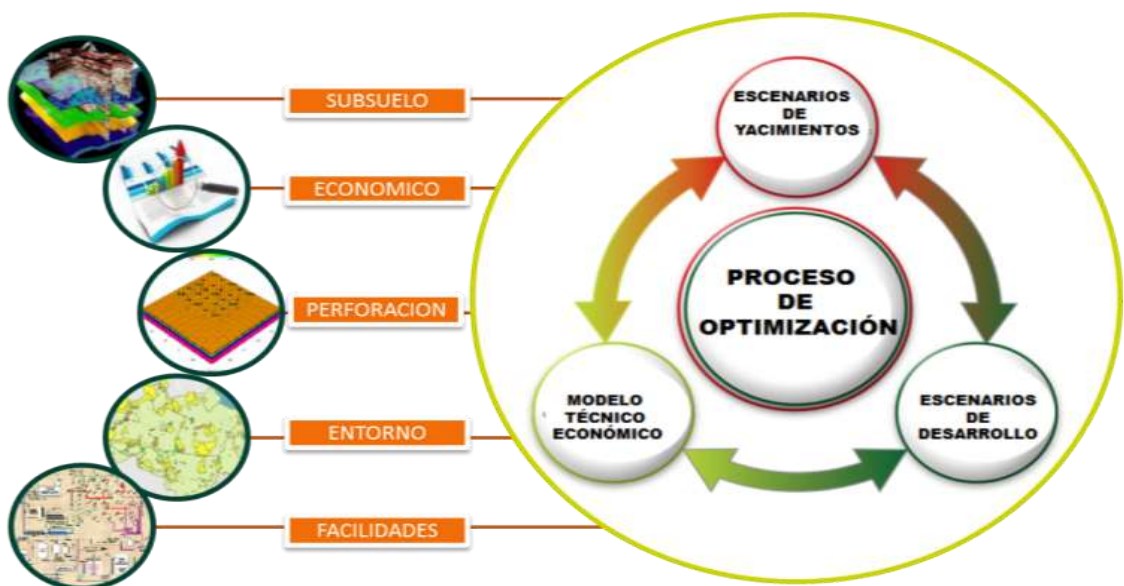 SUBSUELO
ECONOMICO
PERFORACION
ENTORNO
FACILIDADES
ESCENARIOS
DE
YACIMIENTOS
PROCESO
DE
OPTIMIZACIÓN
MODELO
TÉCNICO
ECONÓMICO
ESCENARIOS
DE
DESARROLLO